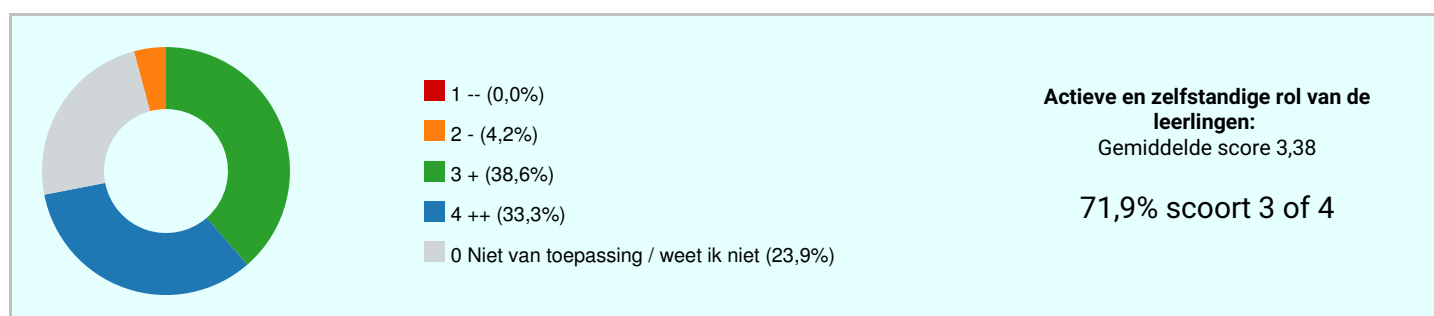 1 -- (0,0%)
2 - (4,2%)
3 + (38,6%)
4 ++ (33,3%)
0 Niet van toepassing / weet ik niet (23,9%)
Actieve en zelfstandige rol van de
leerlingen:
Gemiddelde score 3,38
71,9% scoort 3 of 4